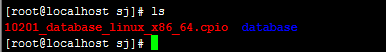 [root@localhost sj]# ls
10201_database_linux_x86_64.cpio  database
[root@localhost sj]#